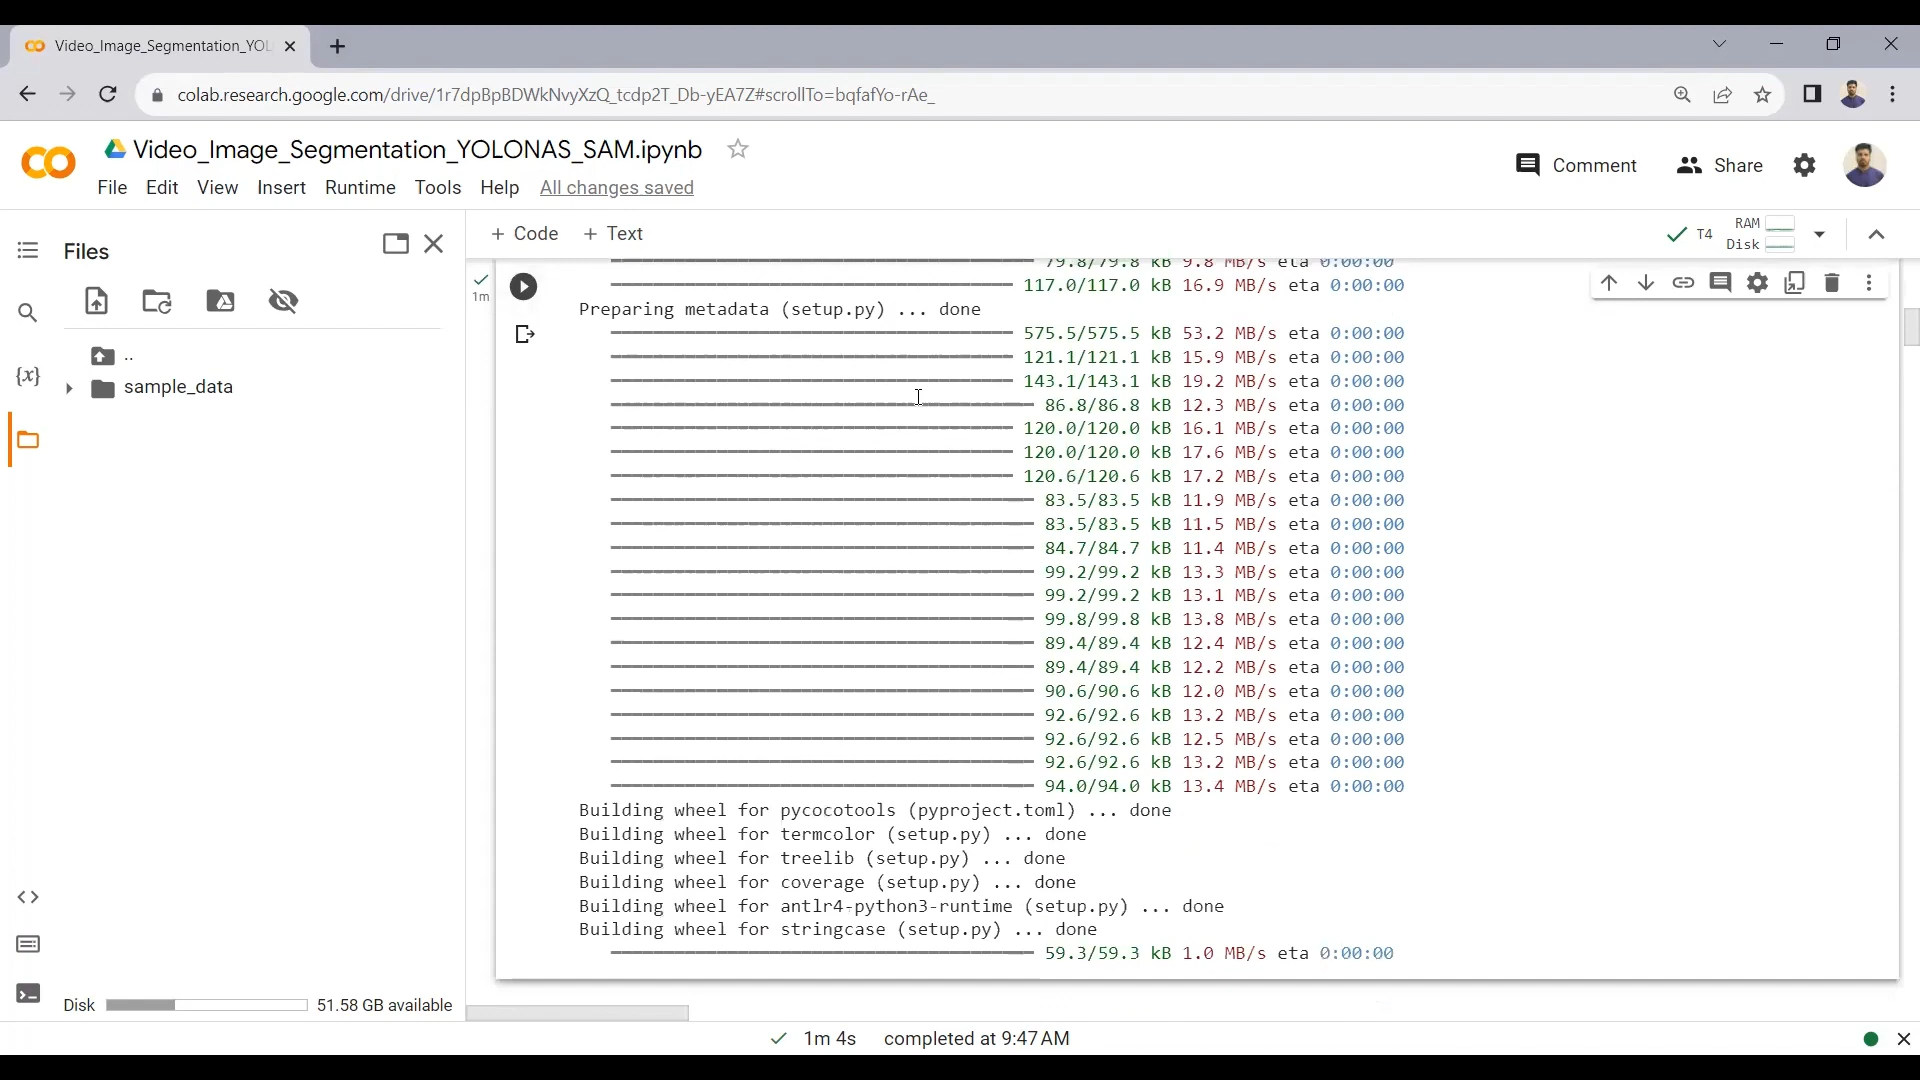 Video_Image_Segmentation_YOL
colab.research.google.com/drive/1r7dpBpBDWkNvyXzQ_tcdp2T_Db-yEA7Z#scrollTo=bqfafYo-rAe_
Video_Image_Segmentation_YOLONAS_SAM.ipynb
File Edit View Insert Runtime Tools Help All changes saved
Comment Share
Files
+ Code + Text
T4 RAM Disk
.. 
sample_data
1m
79.8/79.8 kB 9.8 MB/s eta 0:00:00
117.0/117.0 kB 16.9 MB/s eta 0:00:00
Preparing metadata (setup.py) ... done
575.5/575.5 kB 53.2 MB/s eta 0:00:00
121.1/121.1 kB 15.9 MB/s eta 0:00:00
143.1/143.1 kB 19.2 MB/s eta 0:00:00
86.8/86.8 kB 12.3 MB/s eta 0:00:00
120.0/120.0 kB 16.1 MB/s eta 0:00:00
120.0/120.0 kB 17.6 MB/s eta 0:00:00
120.6/120.6 kB 17.2 MB/s eta 0:00:00
83.5/83.5 kB 11.9 MB/s eta 0:00:00
83.5/83.5 kB 11.5 MB/s eta 0:00:00
84.7/84.7 kB 11.4 MB/s eta 0:00:00
99.2/99.2 kB 13.3 MB/s eta 0:00:00
99.2/99.2 kB 13.1 MB/s eta 0:00:00
99.8/99.8 kB 13.8 MB/s eta 0:00:00
89.4/89.4 kB 12.4 MB/s eta 0:00:00
89.4/89.4 kB 12.2 MB/s eta 0:00:00
90.6/90.6 kB 12.0 MB/s eta 0:00:00
92.6/92.6 kB 13.2 MB/s eta 0:00:00
92.6/92.6 kB 12.5 MB/s eta 0:00:00
92.6/92.6 kB 13.2 MB/s eta 0:00:00
94.0/94.0 kB 13.4 MB/s eta 0:00:00
Building wheel for pycocotools (pyproject.toml) ... done
Building wheel for termcolor (setup.py) ... done
Building wheel for treelib (setup.py) ... done
Building wheel for coverage (setup.py) ... done
Building wheel for antlr4-python3-runtime (setup.py) ... done
Building wheel for stringcase (setup.py) ... done
59.3/59.3 kB 1.0 MB/s eta 0:00:00
Disk 51.58 GB available
1m 4s completed at 9:47 AM